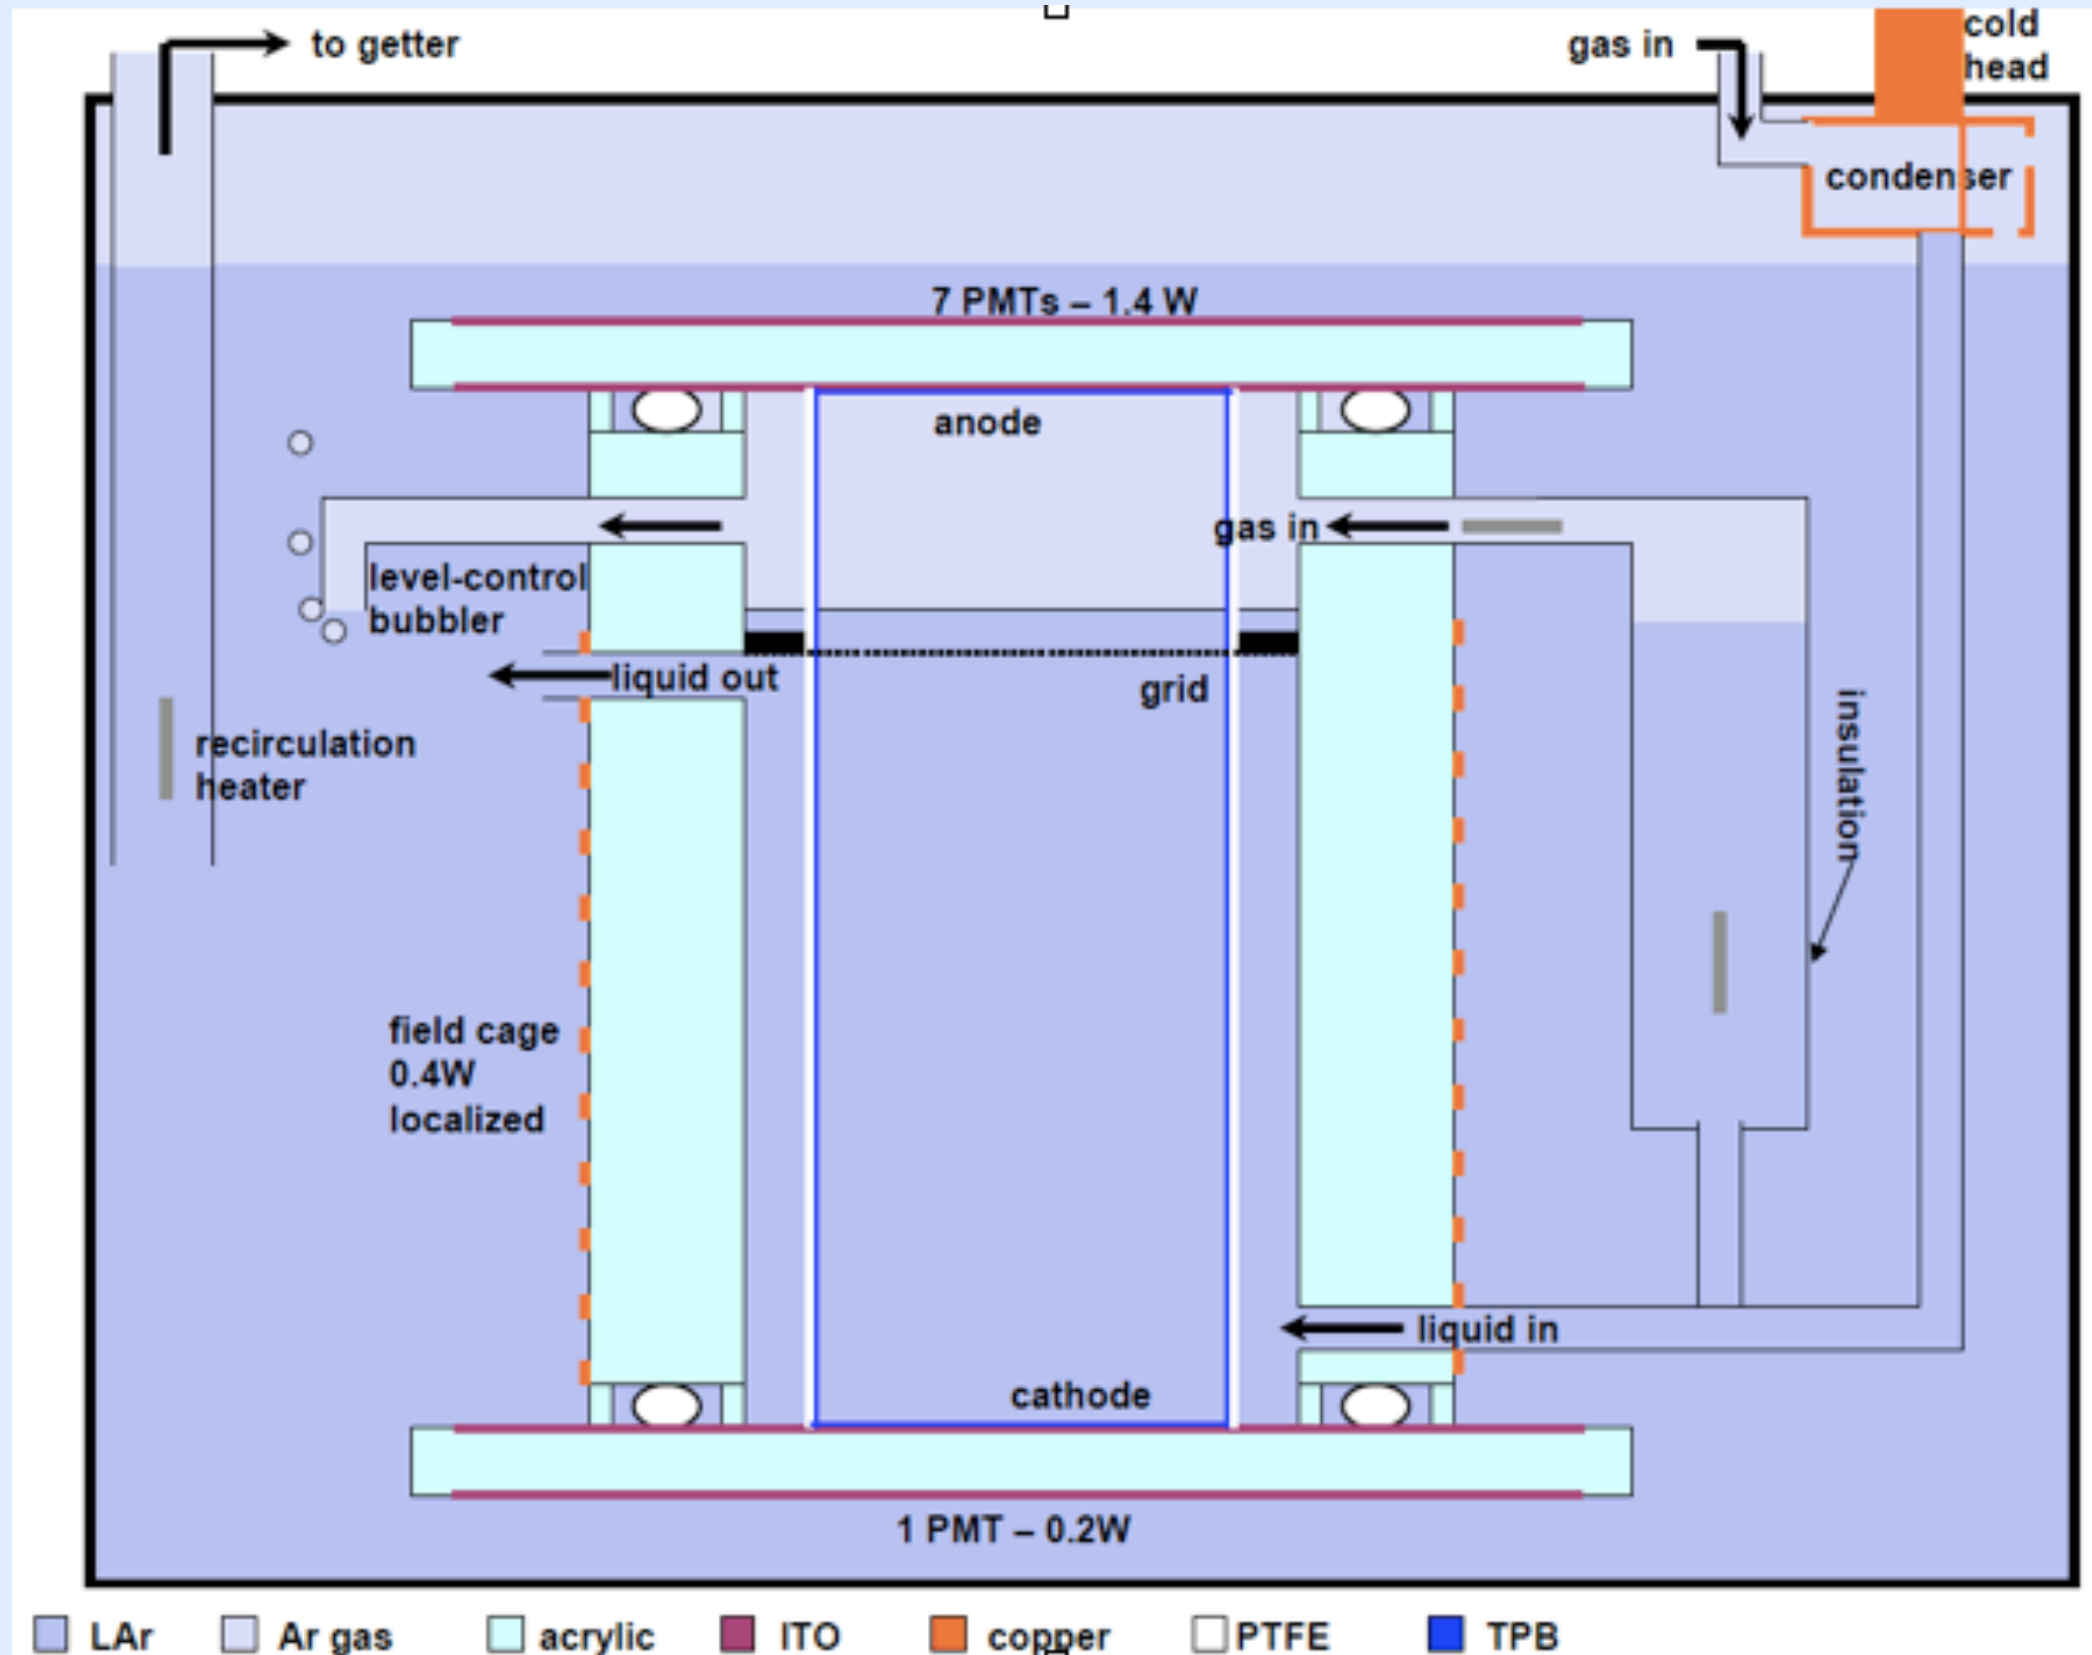 to getter
gas in
cold
head
condenser
7 PMTs – 1.4 W
anode
gas in
level-control
bubbler
liquid out
grid
recirculation
heater
insulation
field cage
0.4W
localized
liquid in
cathode
1 PMT – 0.2W
LAr
Ar gas
acrylic
ITO
copper
PTFE
TPB